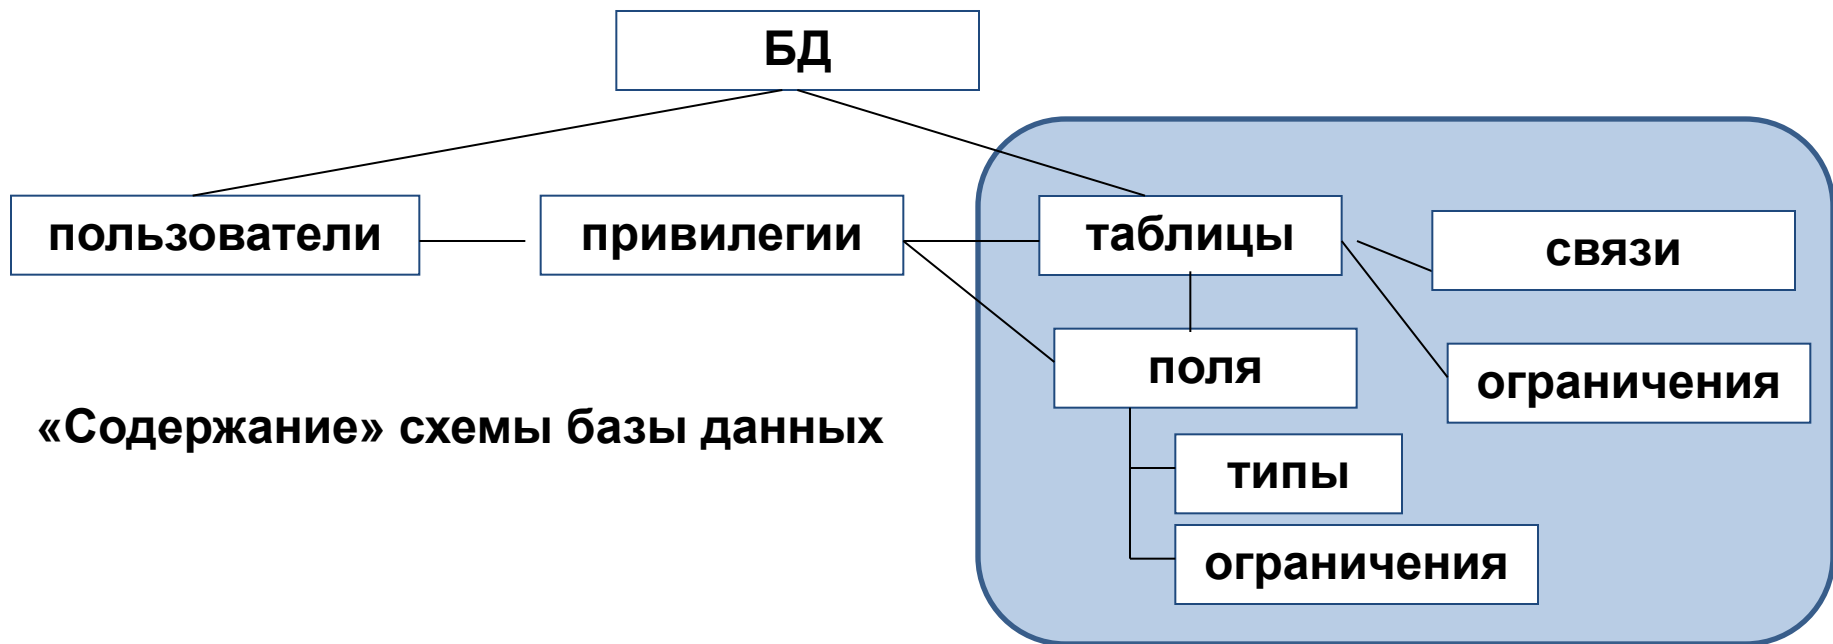 БД
пользователи
привилегии
таблицы
связи
поля
ограничения
«Содержание» схемы базы данных
типы
ограничения